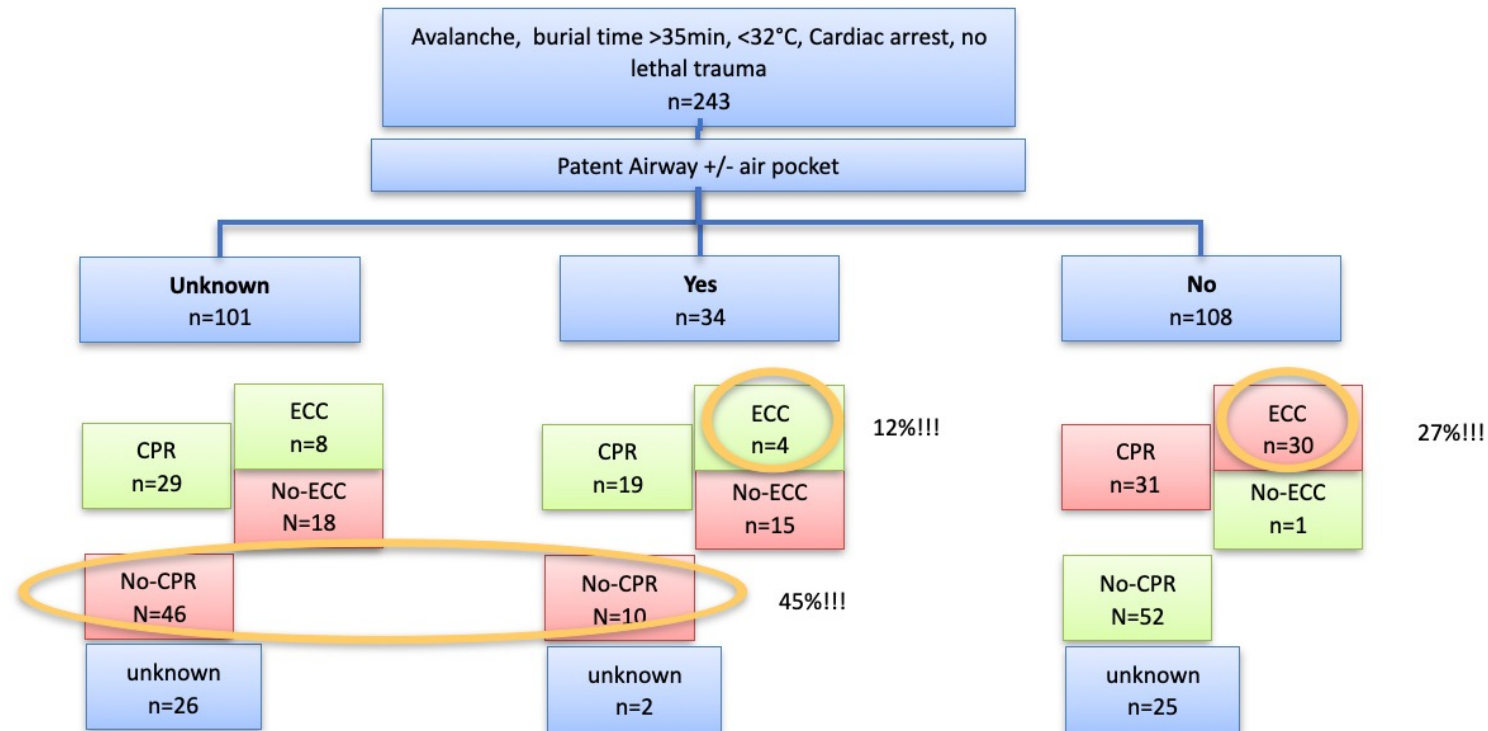 Avalanche, burial time >35min, <32°C, Cardiac arrest, no
lethal trauma
n=243
Patent Airway +/- air pocket
Unknown
n=101
Yes
n=34
No
n=108
ECC
n=8
CPR
n=29
No-ECC
N=18
No-CPR
N=46
unknown
n=26
ECC
n=4
12%!!!
CPR
n=19
No-ECC
n=15
No-CPR
N=10
45%!!!
unknown
n=2
ECC
n=30
27%!!!
CPR
n=31
No-ECC
n=1
No-CPR
N=52
unknown
n=25